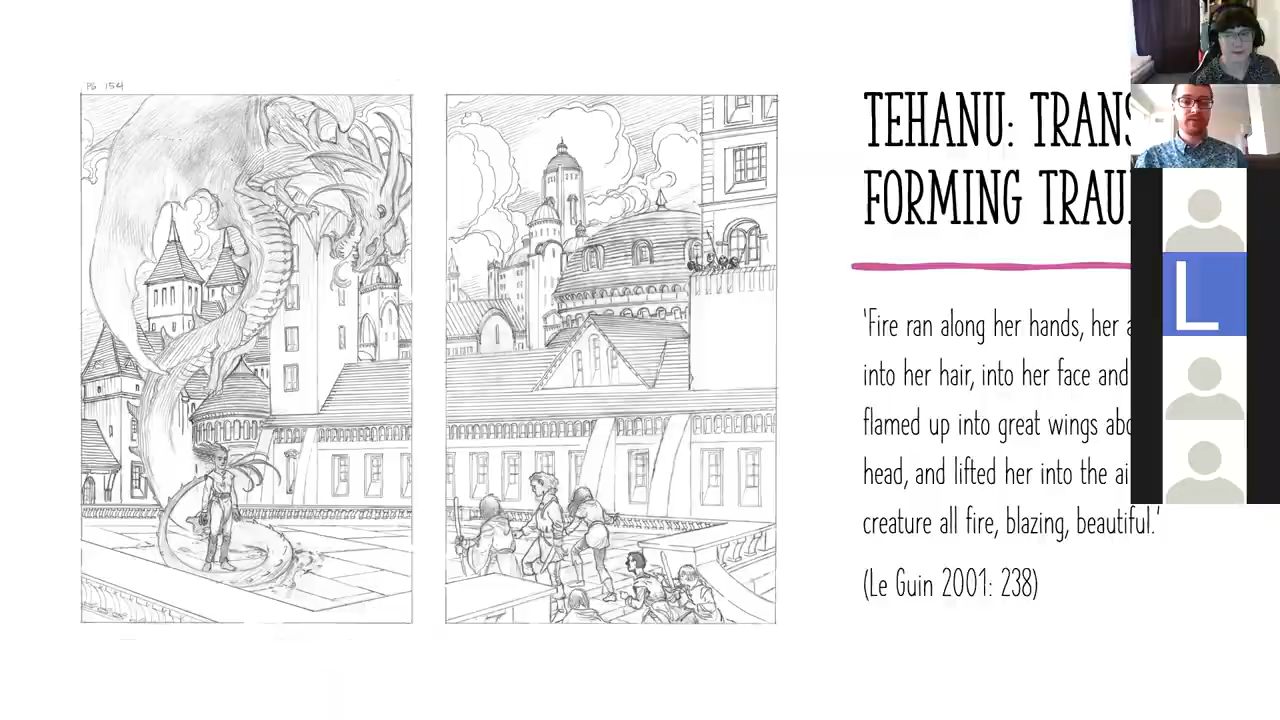 PG 154
TEHANU: TRANS
FORMING TRAU
'Fire ran along her hands, her a
into her hair, into her face and
flamed up into great wings abo
head, and lifted her into the ai
creature all fire, blazing, beautiful.'
(Le Guin 2001: 238)
L